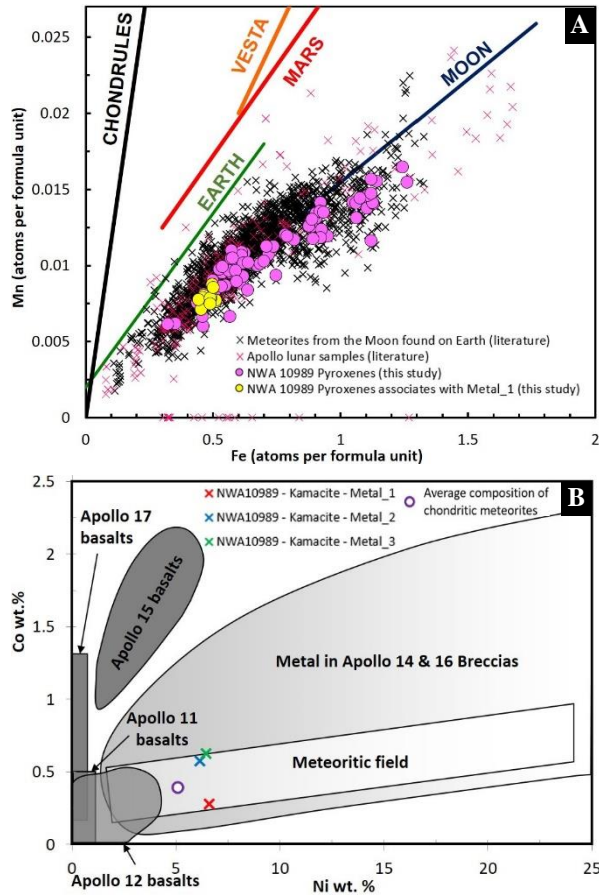 A
0.025
0.02
0.015
0.01
0.005
0
Mn (atoms per formula unit)
CHONDRULES
VESTA
MARS
EARTH
MOON
× Meteorites from the Moon found on Earth (literature)
× Apollo lunar samples (literature)
NWA 10989 Pyroxenes (this study)
NWA 10989 Pyroxenes associates with Metal_1 (this study)
0 0.5 1 1.5 2
Fe (atoms per formula unit)
B
2.5
2
1.5
1
0.5
0
Co wt.%
×NWA10989 - Kamacite - Metal_1
×NWA10989 - Kamacite - Metal_2
×NWA10989 - Kamacite - Metal_3
Average composition of
chondritic meteorites
Apollo 17
basalts
Apollo 15 basalts
Metal in Apollo 14 & 16 Breccias
Apollo 11
basalts
Meteoritic field
0 5 10 15 20 25
Apollo 12 basalts
Ni wt. %